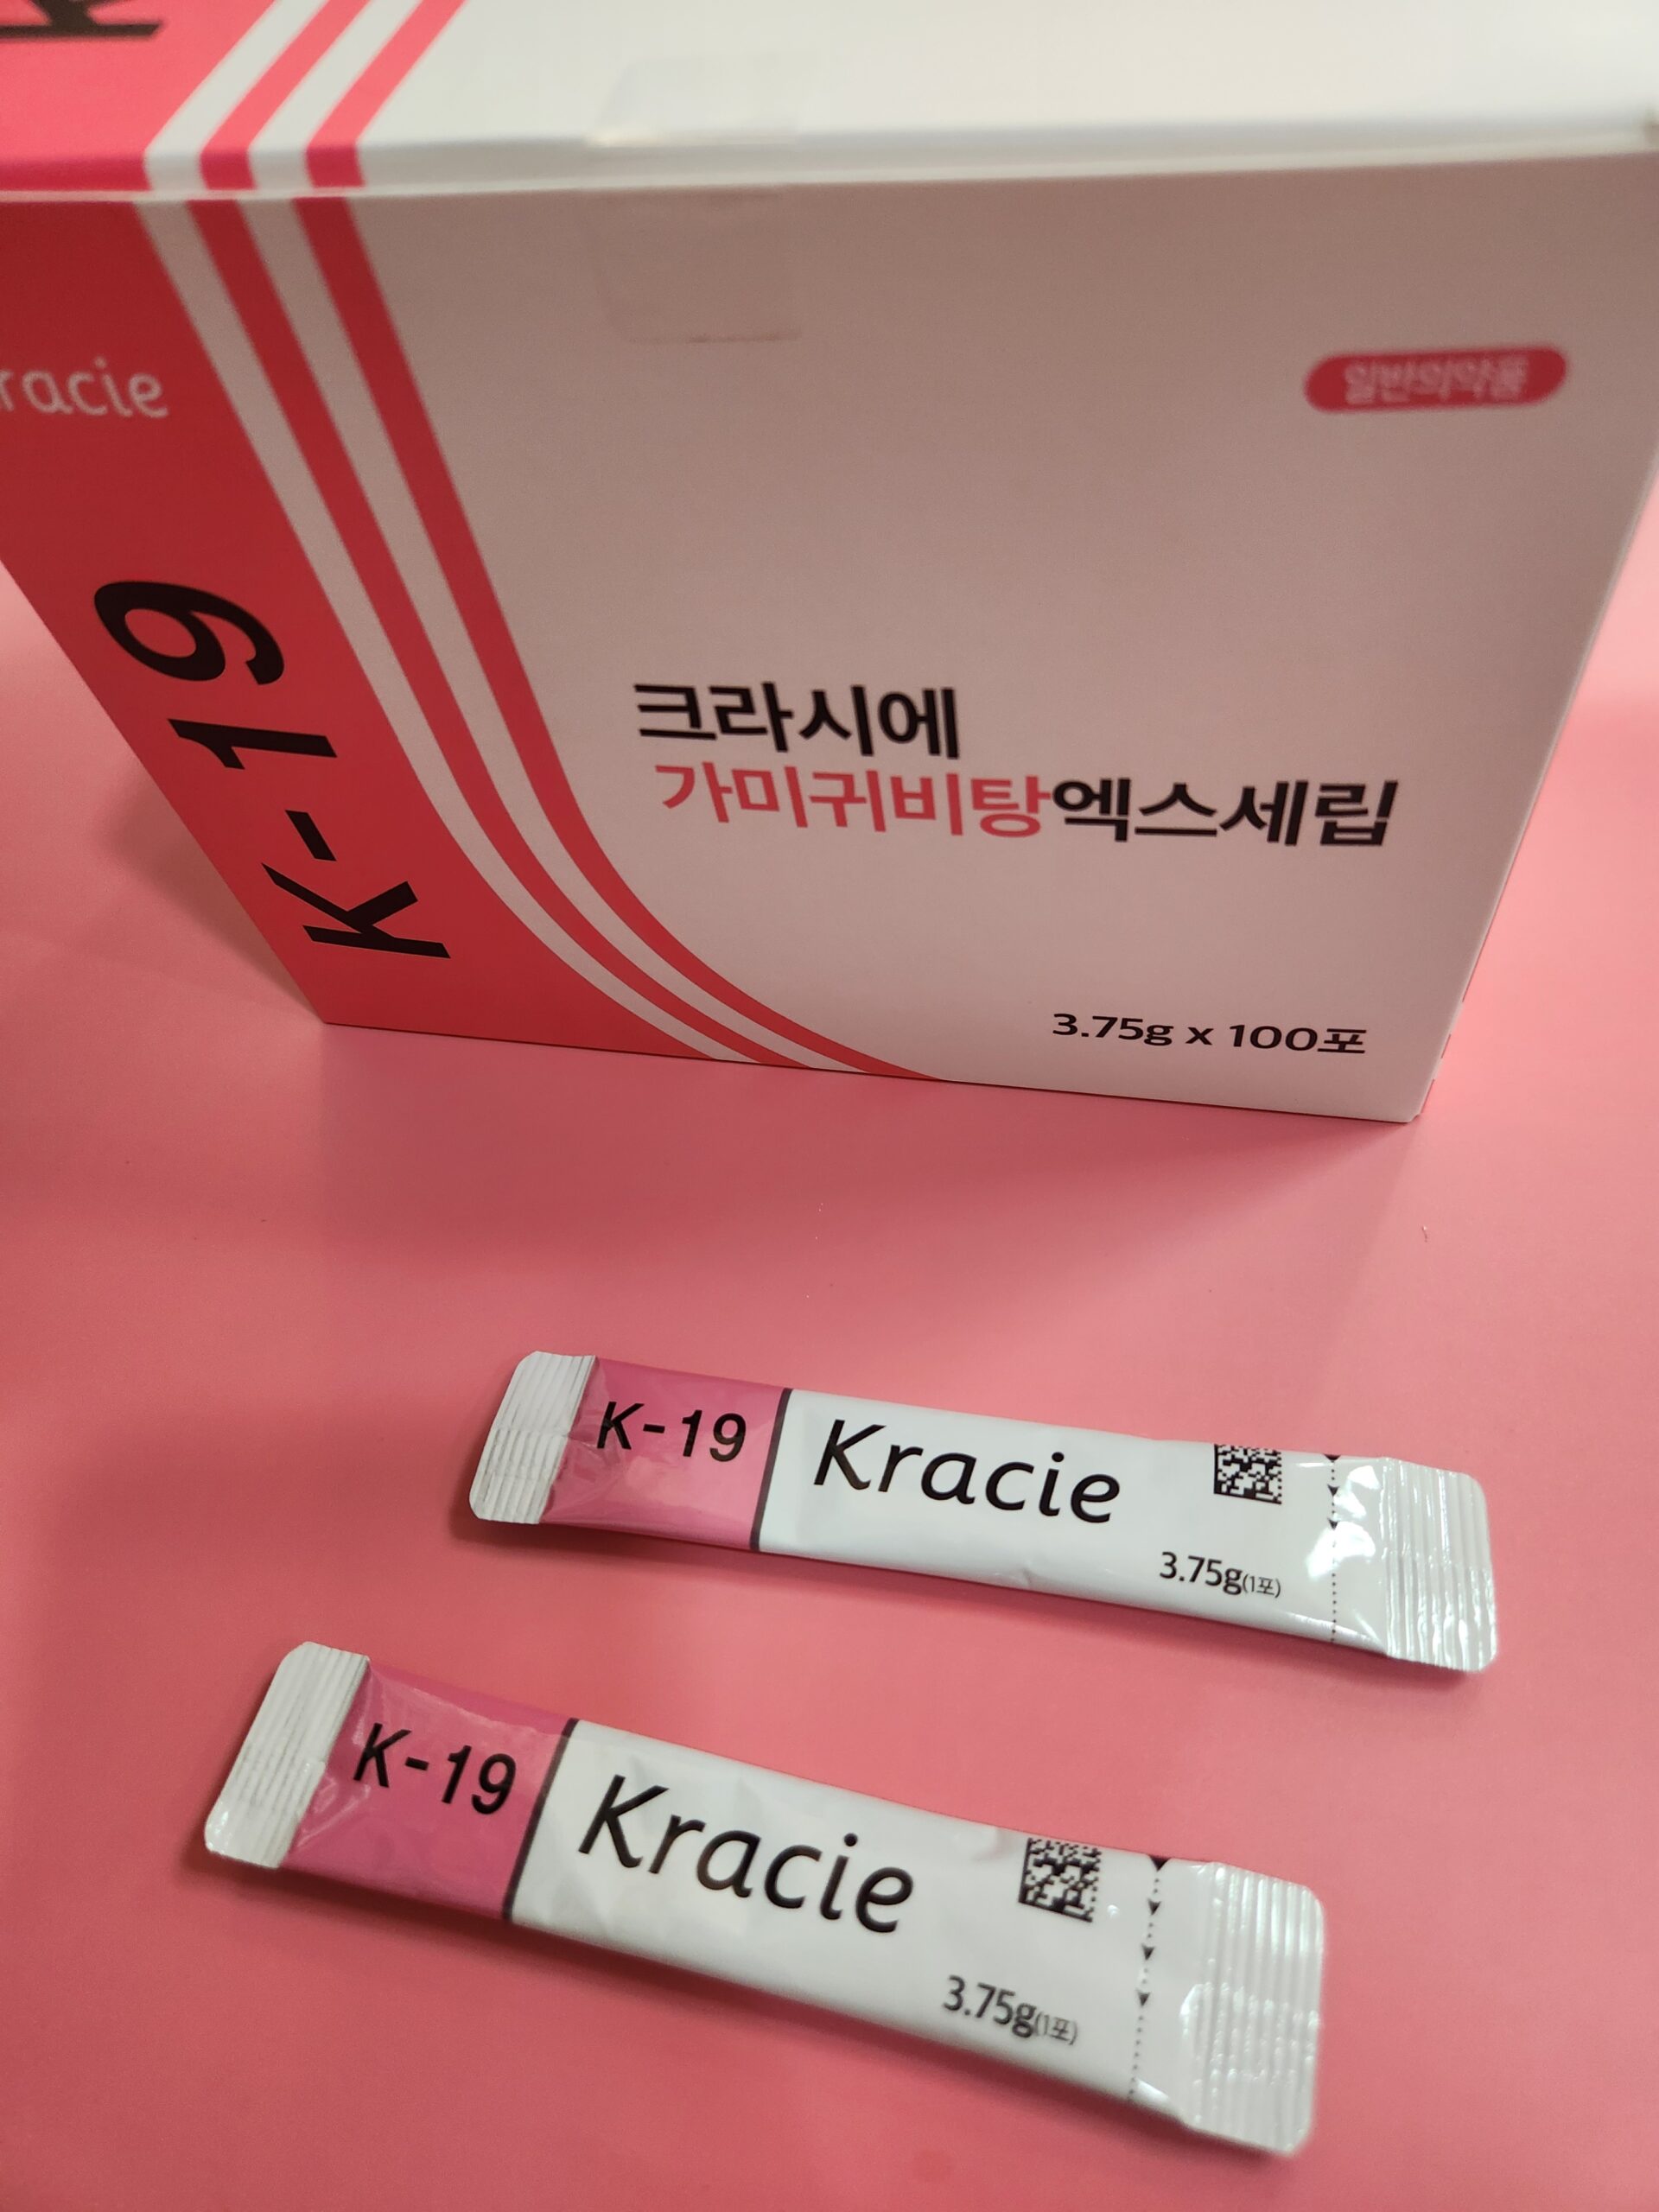 racie
K-19
일반의약품
크라시에
가미귀비탕엑스세립
3.75g x 100포
K-19 Kracie
3.75g(1포)
K-19 Kracie
3.75g(1포)